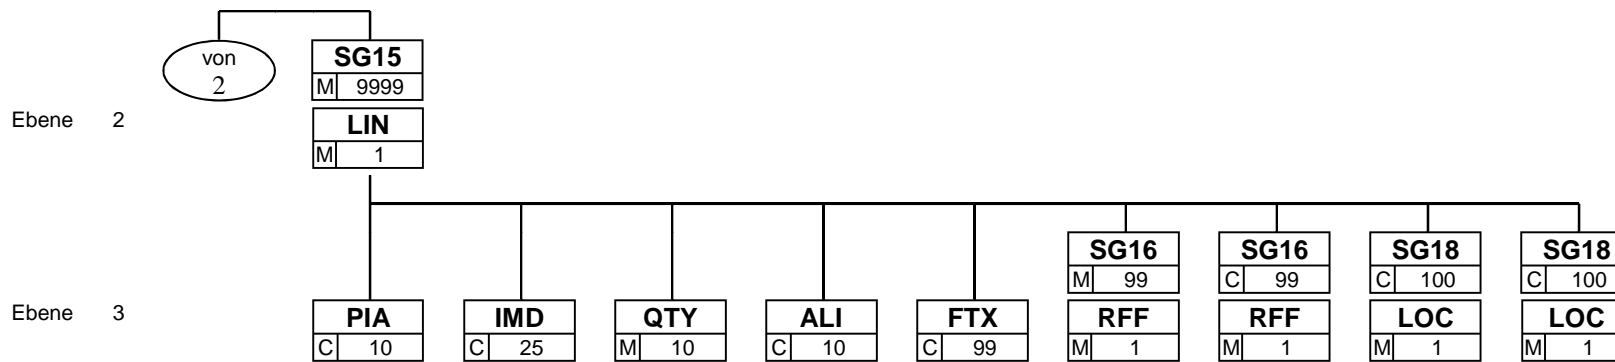 von
2
SG15
M 9999
Ebene 2
LIN
M 1
SG16 SG16 SG18 SG18
M 99 C 99 C 100 C 100
Ebene 3
PIA IMD QTY ALI FTX RFF RFF LOC LOC
C 10 C 25 M 10 C 10 C 99 M 1 M 1 M 1 M 1